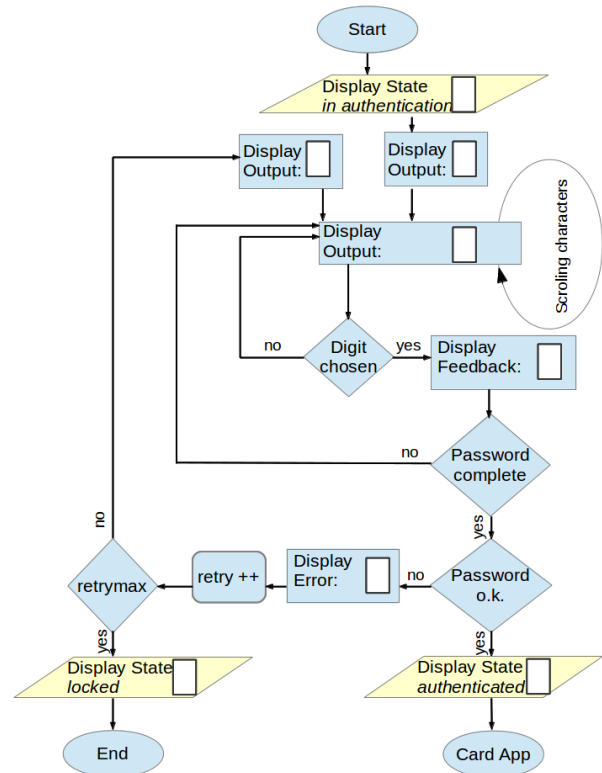 Start
Display State
in authentication
Display
Output:
Display
Output:
Display
Output:
Scroling characters
no
Digit
chosen
yes
Display
Feedback:
no
Password
complete
yes
no
retrymax
retry ++
Display
Error:
no
Password
o.k.
yes
yes
Display State
locked
Display State
authenticated
End
Card App